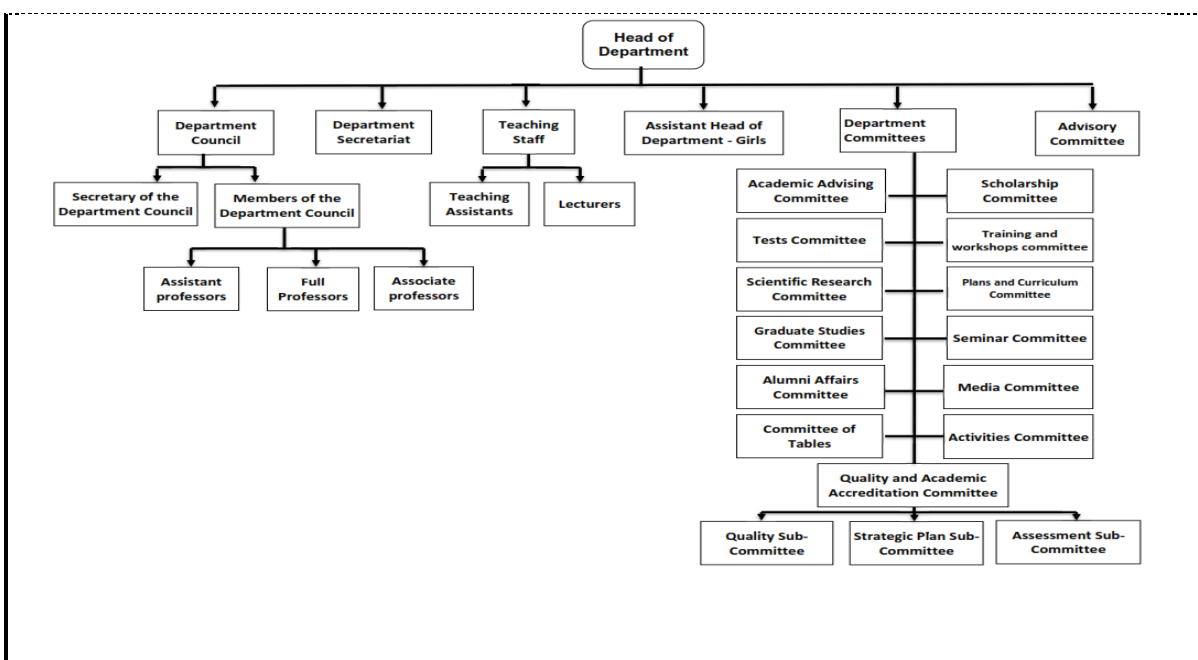 Head of
Department
Department
Council
Department
Secretariat
Teaching
Staff
Assistant Head of
Department - Girls
Department
Committees
Advisory
Committee
Secretary of the
Department Council
Members of the
Department Council
Teaching
Assistants
Lecturers
Assistant
professors
Full
Professors
Associate
professors
Academic Advising
Committee
Scholarship
Committee
Tests Committee
Training and
workshops committee
Scientific Research
Committee
Plans and Curriculum
Committee
Graduate Studies
Committee
Seminar Committee
Alumni Affairs
Committee
Media Committee
Committee of
Tables
Activities Committee
Quality and Academic
Accreditation Committee
Quality Sub-
Committee
Strategic Plan Sub-
Committee
Assessment Sub-
Committee